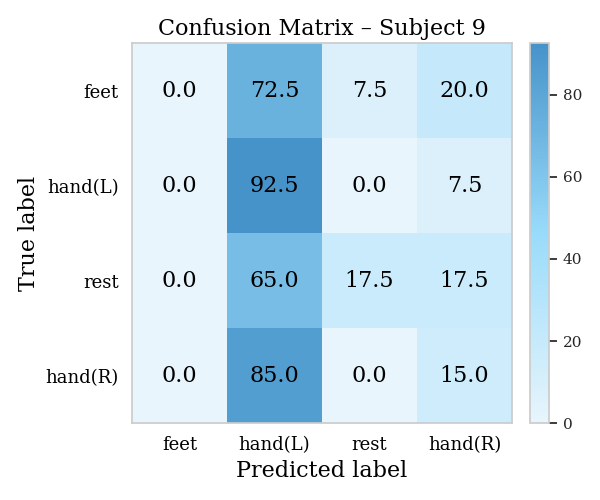 Confusion Matrix – Subject 9
feet 0.0 72.5 7.5 20.0
hand(L) 0.0 92.5 0.0 7.5
rest 0.0 65.0 17.5 17.5
hand(R) 0.0 85.0 0.0 15.0
feet hand(L) rest hand(R)
Predicted label
True label
80
60
40
20
0